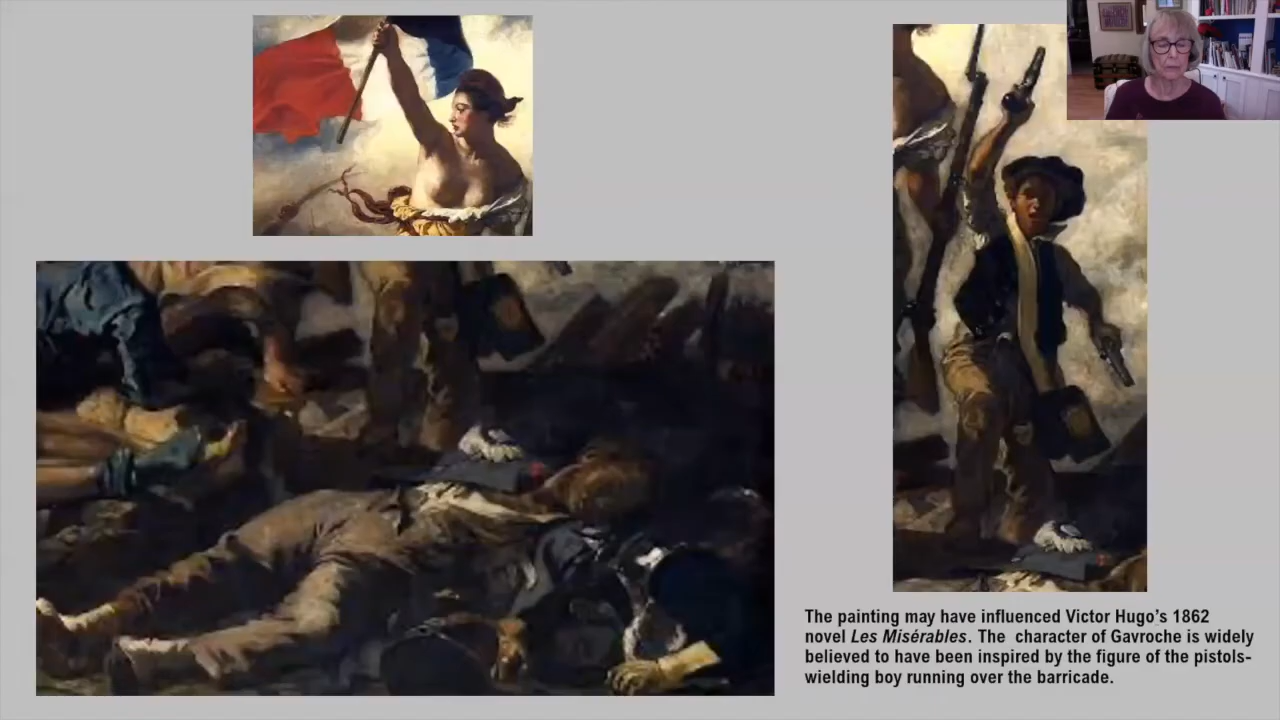 The painting may have influenced Victor Hugo’s 1862
novel Les Misérables. The character of Gavroche is widely
believed to have been inspired by the figure of the pistols-
wielding boy running over the barricade.